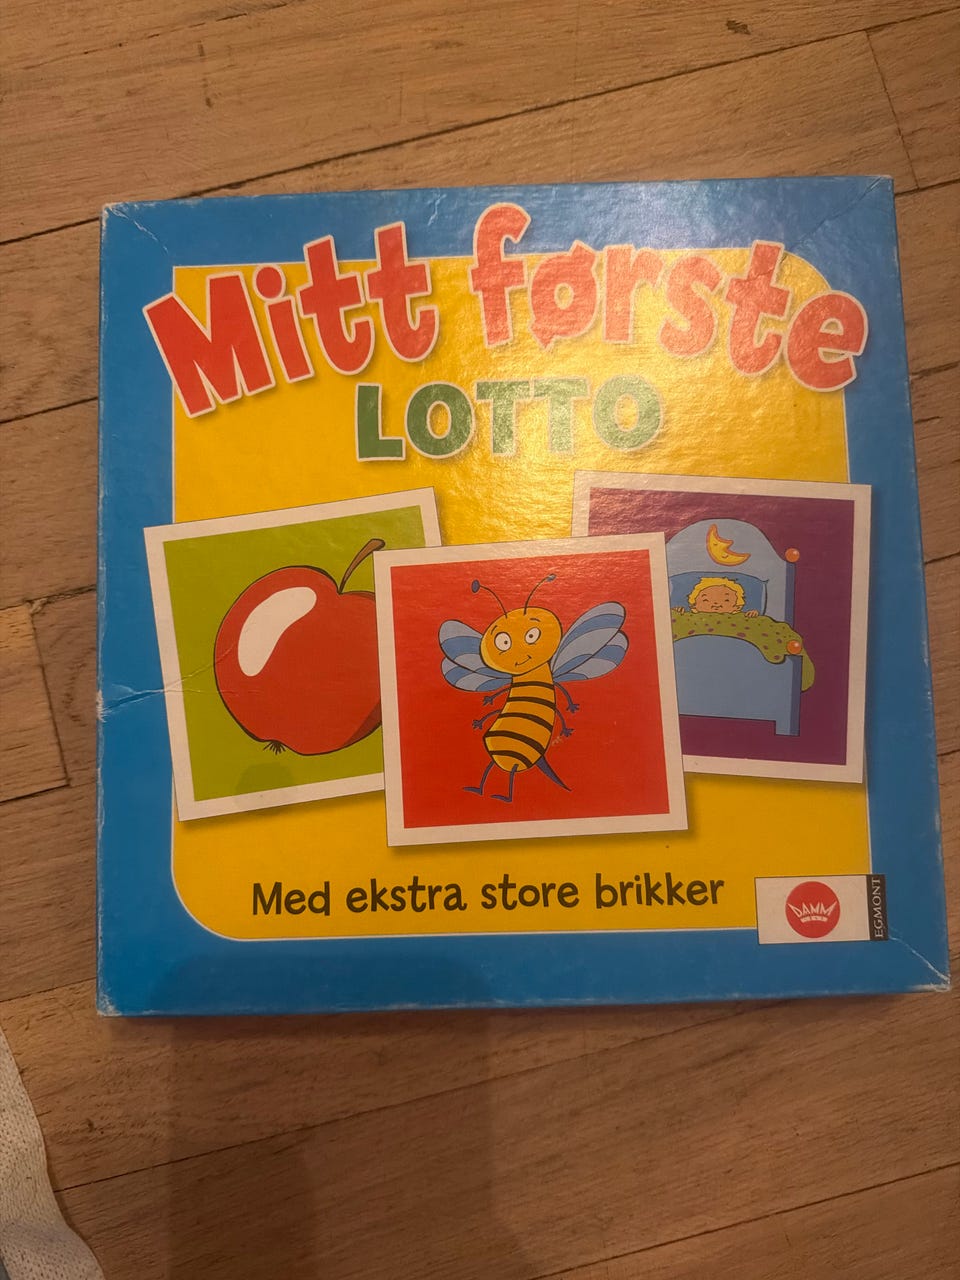 Mitt første
LOTTO
Med ekstra store brikker
DAMM
EGMONT